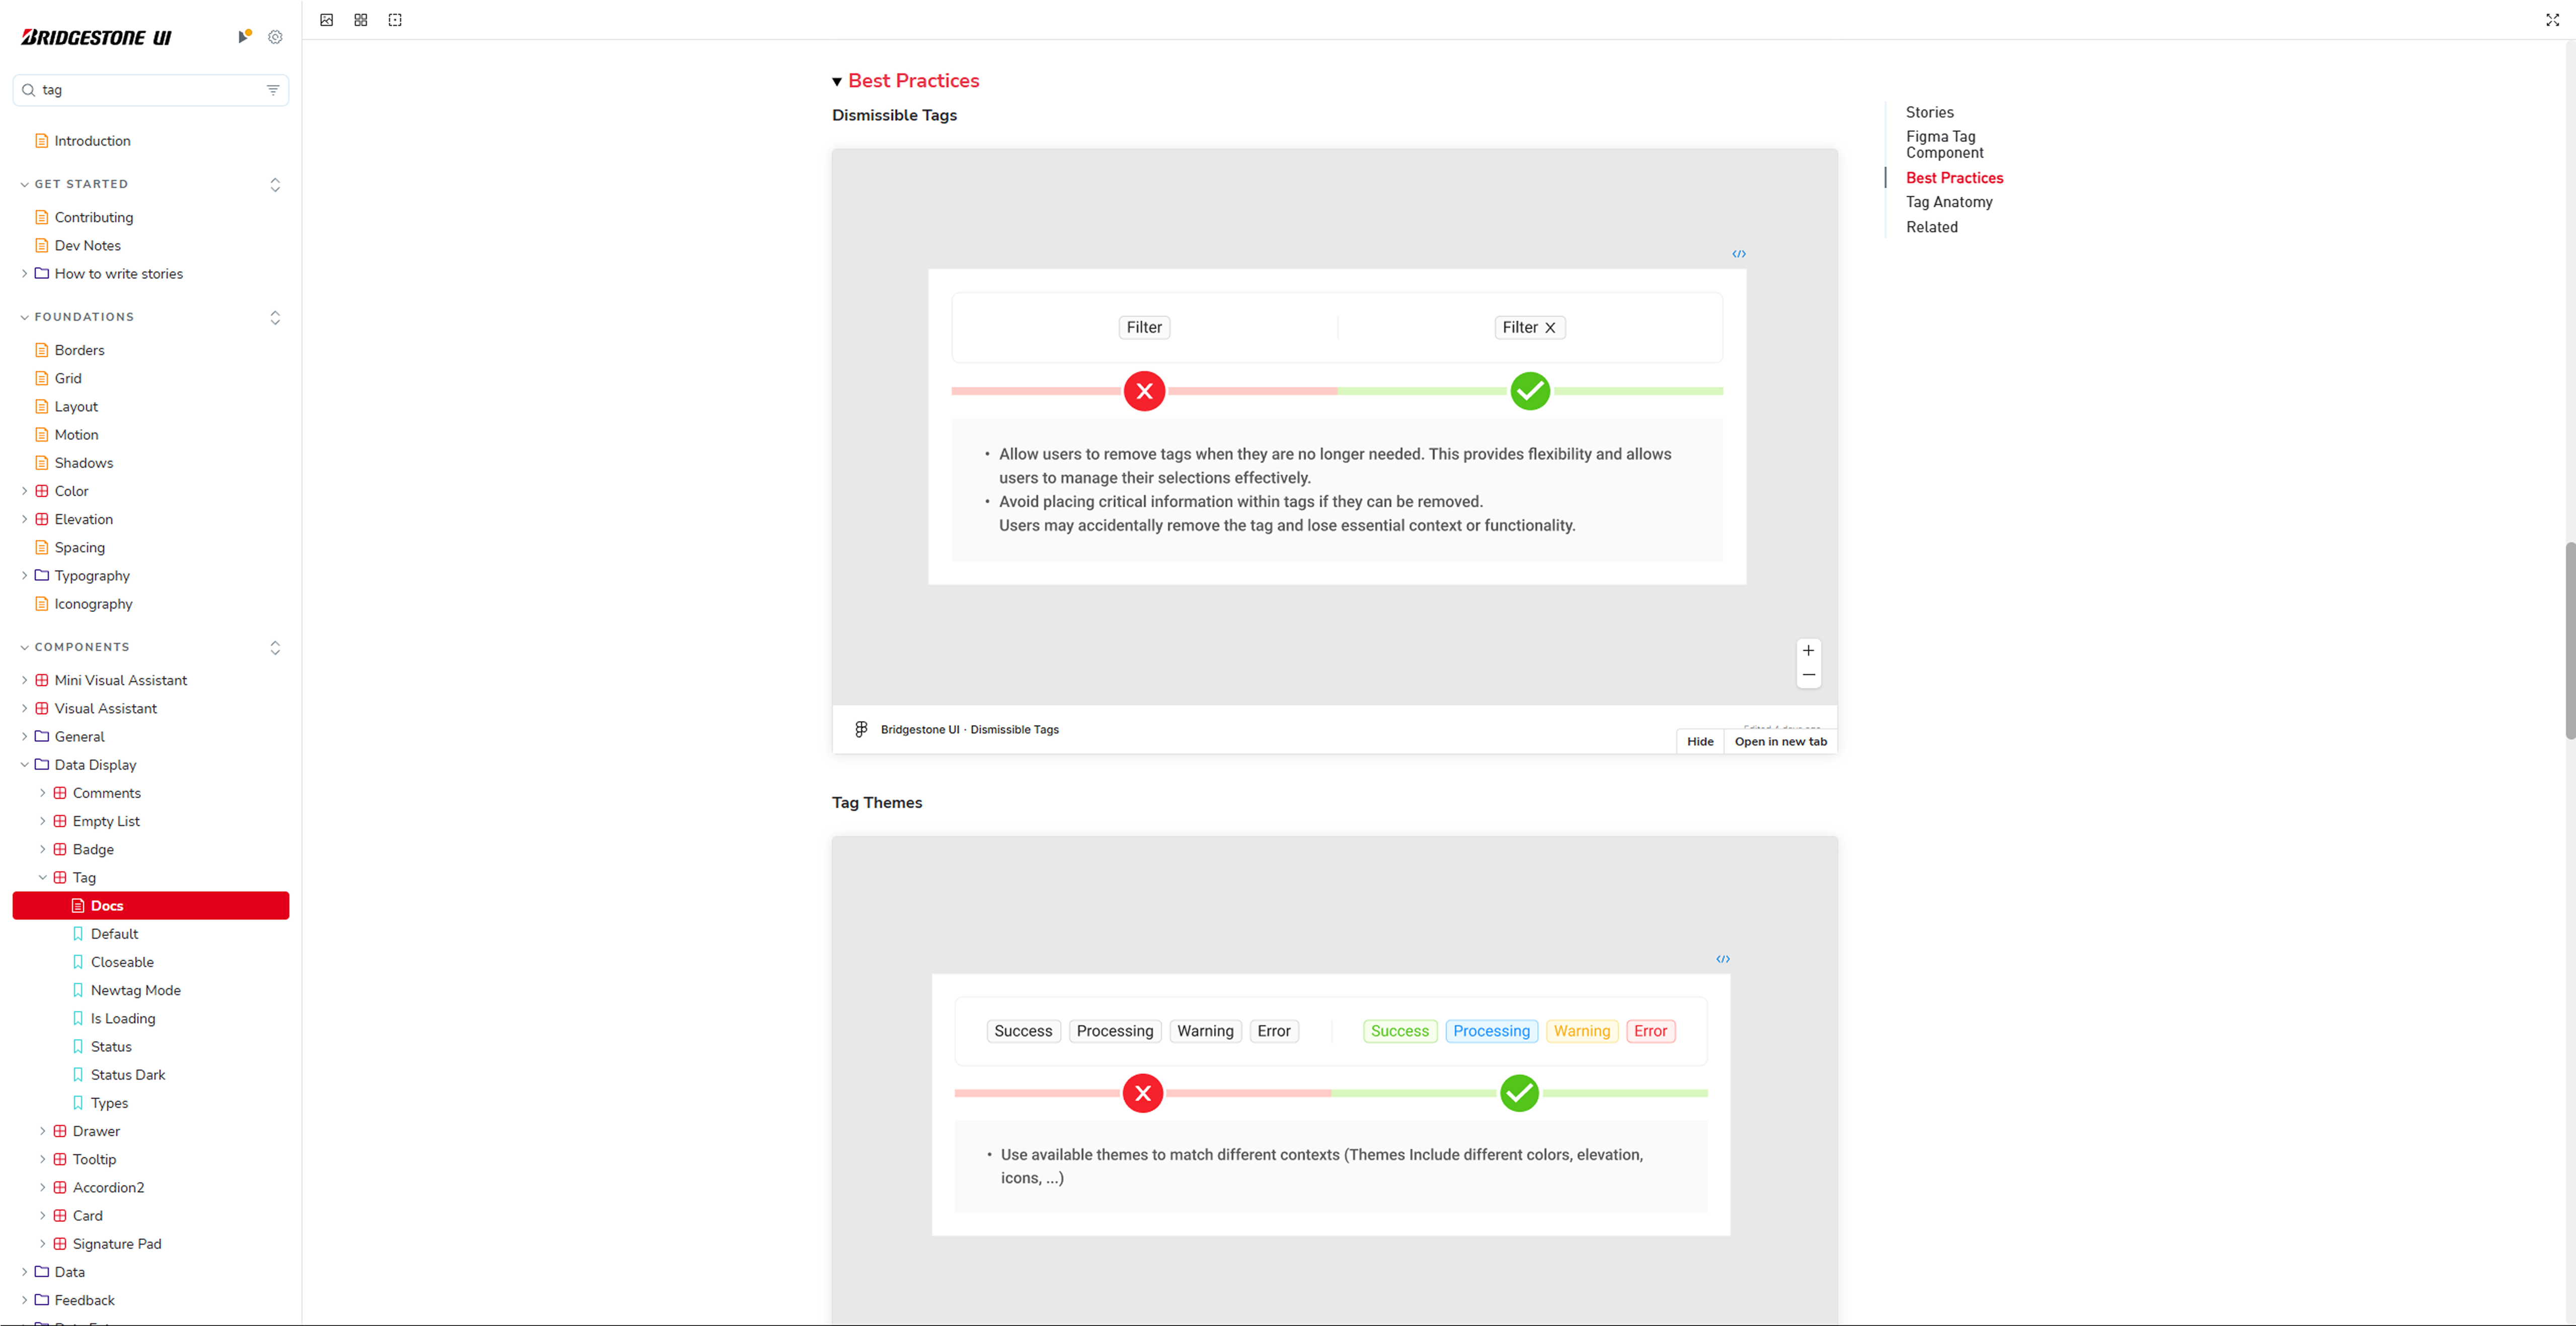 BRIDGESTONE UI
tag
Introduction
GET STARTED
Contributing
Dev Notes
How to write stories
FOUNDATIONS
Borders
Grid
Layout
Motion
Shadows
Color
Elevation
Spacing
Typography
Iconography
COMPONENTS
Mini Visual Assistant
Visual Assistant
General
Data Display
Comments
Empty List
Badge
Tag
Docs
Default
Closeable
Newtag Mode
Is Loading
Status
Status Dark
Types
Drawer
Tooltip
Accordion2
Card
Signature Pad
Data
Feedback
Best Practices
Dismissible Tags
</>
Filter
Filter X
• Allow users to remove tags when they are no longer needed. This provides flexibility and allows
users to manage their selections effectively.
• Avoid placing critical information within tags if they can be removed.
Users may accidentally remove the tag and lose essential context or functionality.
Bridgestone UI · Dismissible Tags
Hide
Open in new tab
Tag Themes
</>
Success Processing Warning Error
Success Processing Warning Error
• Use available themes to match different contexts (Themes Include different colors, elevation,
icons, ...)
Stories
Figma Tag
Component
Best Practices
Tag Anatomy
Related